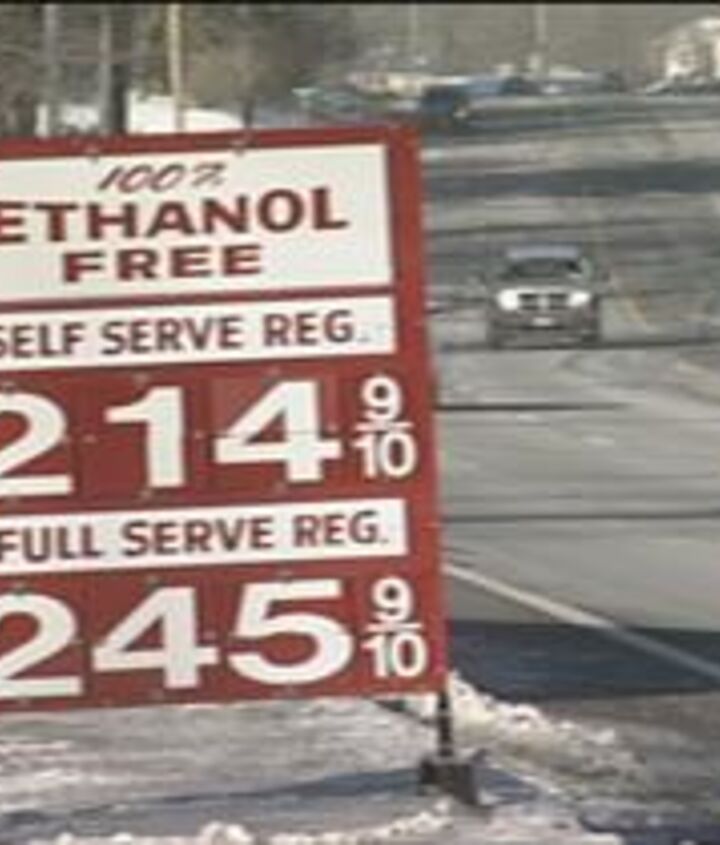 100%
ETHANOL
FREE
SELF SERVE REG.
214 9/10
FULL SERVE REG.
245 9/10